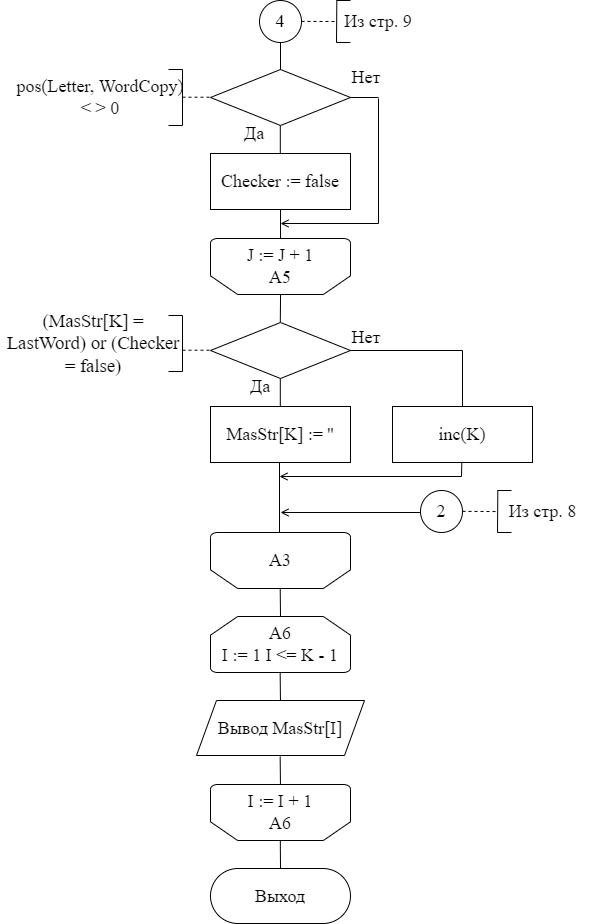 4
Из стр. 9
pos(Letter, WordCopy)
< > 0
Нет
Да
Checker := false
J := J + 1
A5
(MasStr[K] =
LastWord) or (Checker
= false)
Нет
Да
MasStr[K] := ''
inc(K)
2
Из стр. 8
A3
A6
I := 1 I <= K - 1
Вывод MasStr[I]
I := I + 1
A6
Выход